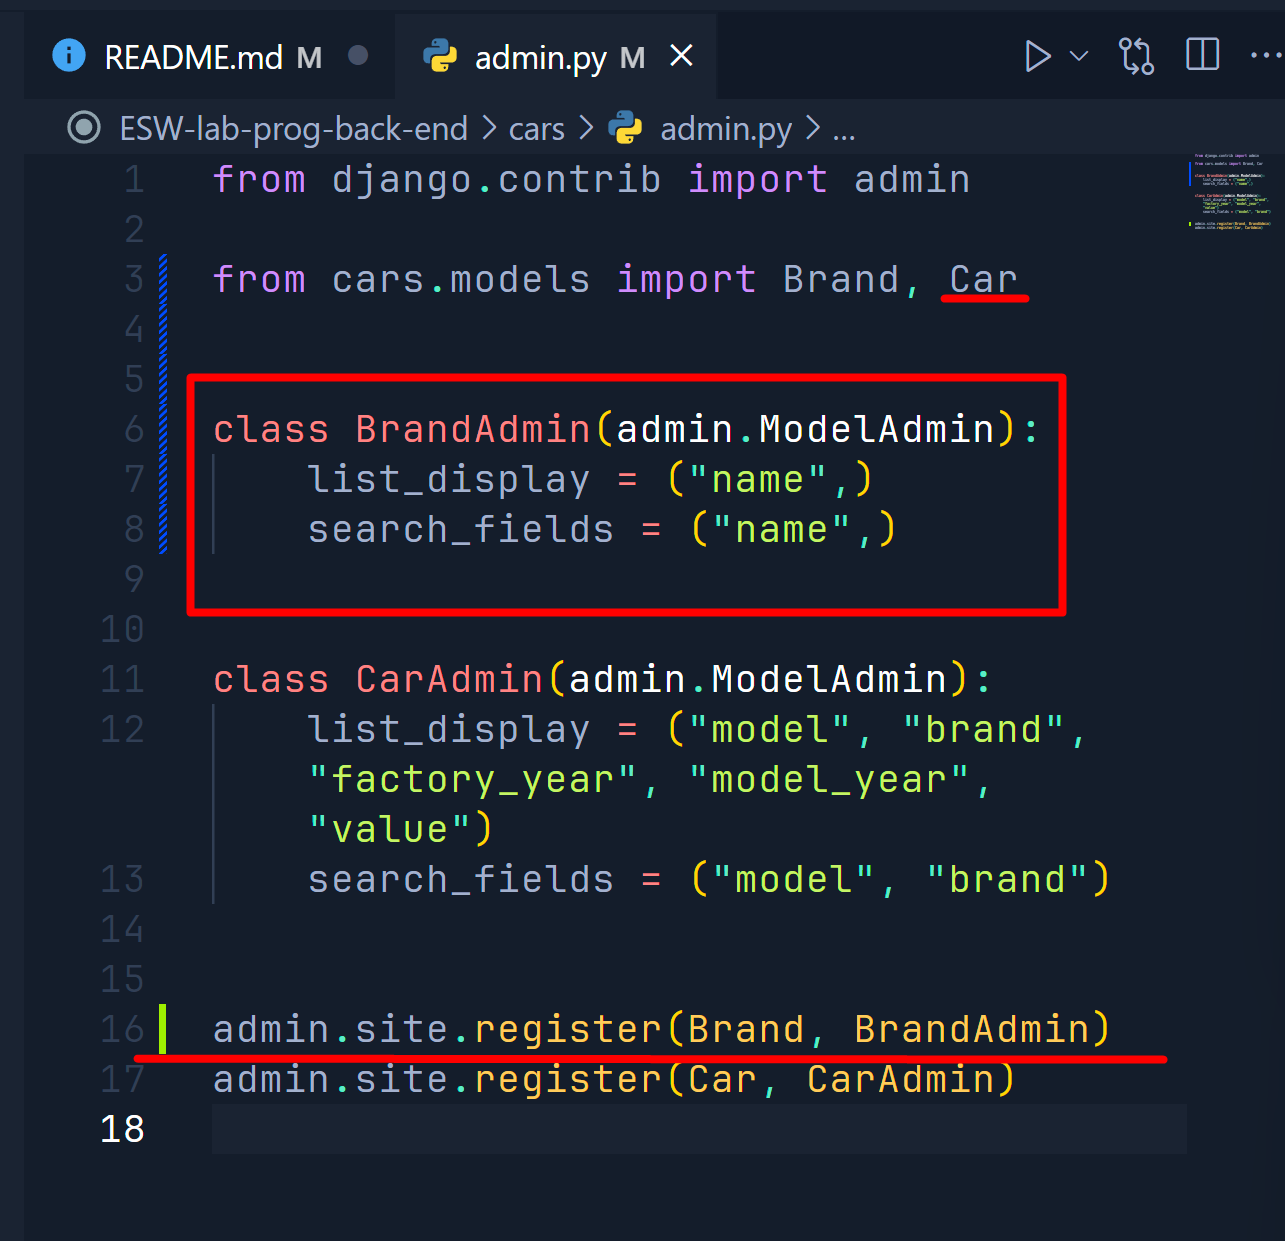 README.md M
admin.py M
ESW-lab-prog-back-end > cars > admin.py > ...
1 from django.contrib import admin
2
3 from cars.models import Brand, Car
4
5
6 class BrandAdmin(admin.ModelAdmin):
7 list_display = ("name",)
8 search_fields = ("name",)
9
10
11 class CarAdmin(admin.ModelAdmin):
12 list_display = ("model", "brand",
"factory_year", "model_year",
"value")
13 search_fields = ("model", "brand")
14
15
16 admin.site.register(Brand, BrandAdmin)
17 admin.site.register(Car, CarAdmin)
18